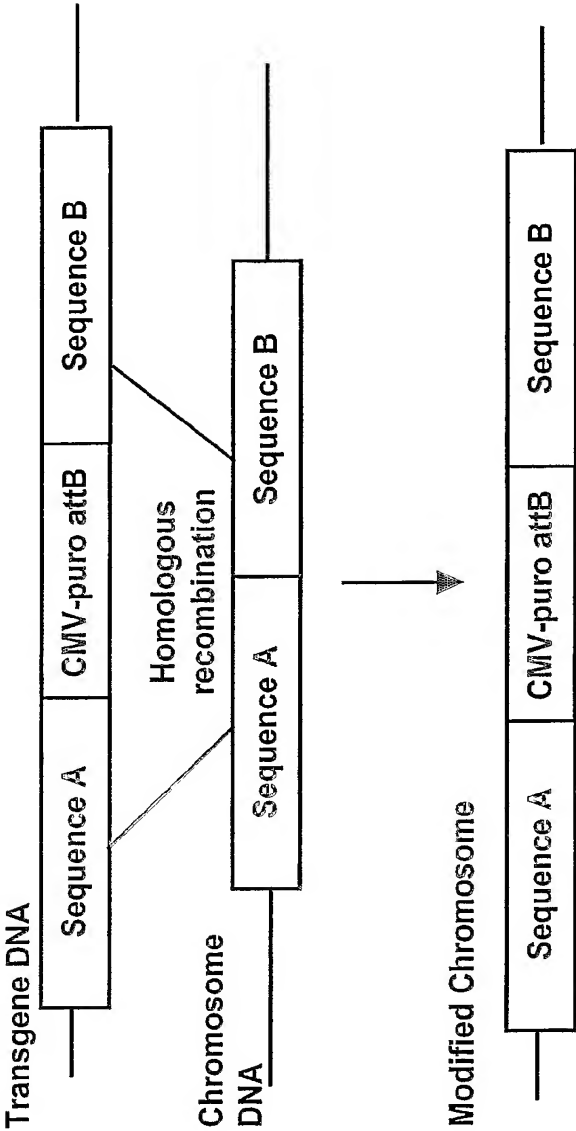 Transgene DNA
Sequence A
CMV-puro attB
Sequence B
Homologous
recombination
Chromosome
DNA
Sequence A
Sequence B
Modified Chromosome
Sequence A
CMV-puro attB
Sequence B